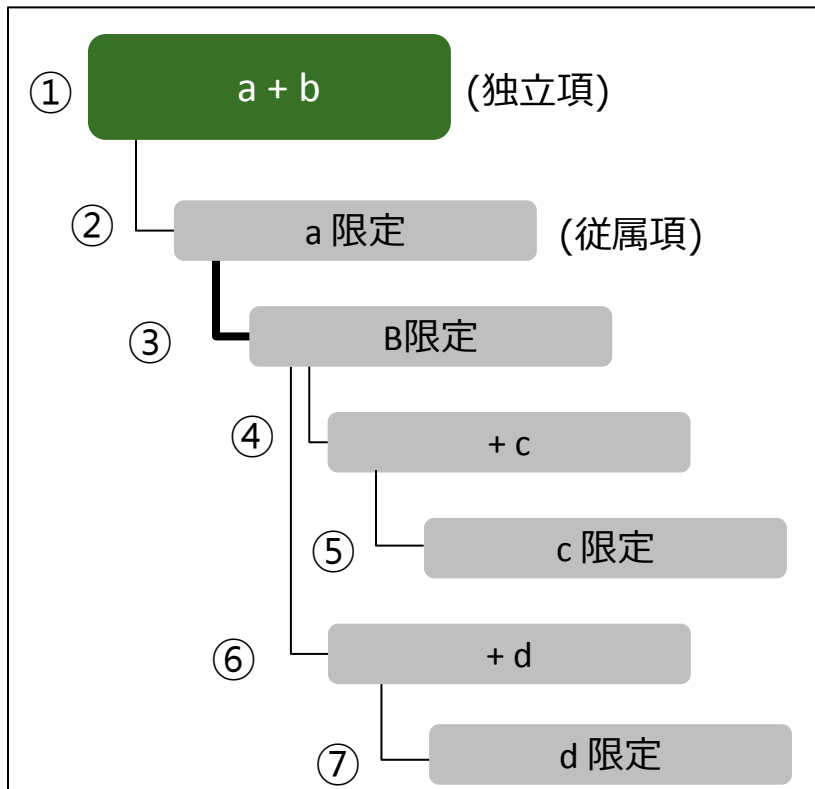 ① a + b (独立項)
② a 限定 (従属項)
③ B限定
④ + c
⑤ c 限定
⑥ + d
⑦ d 限定